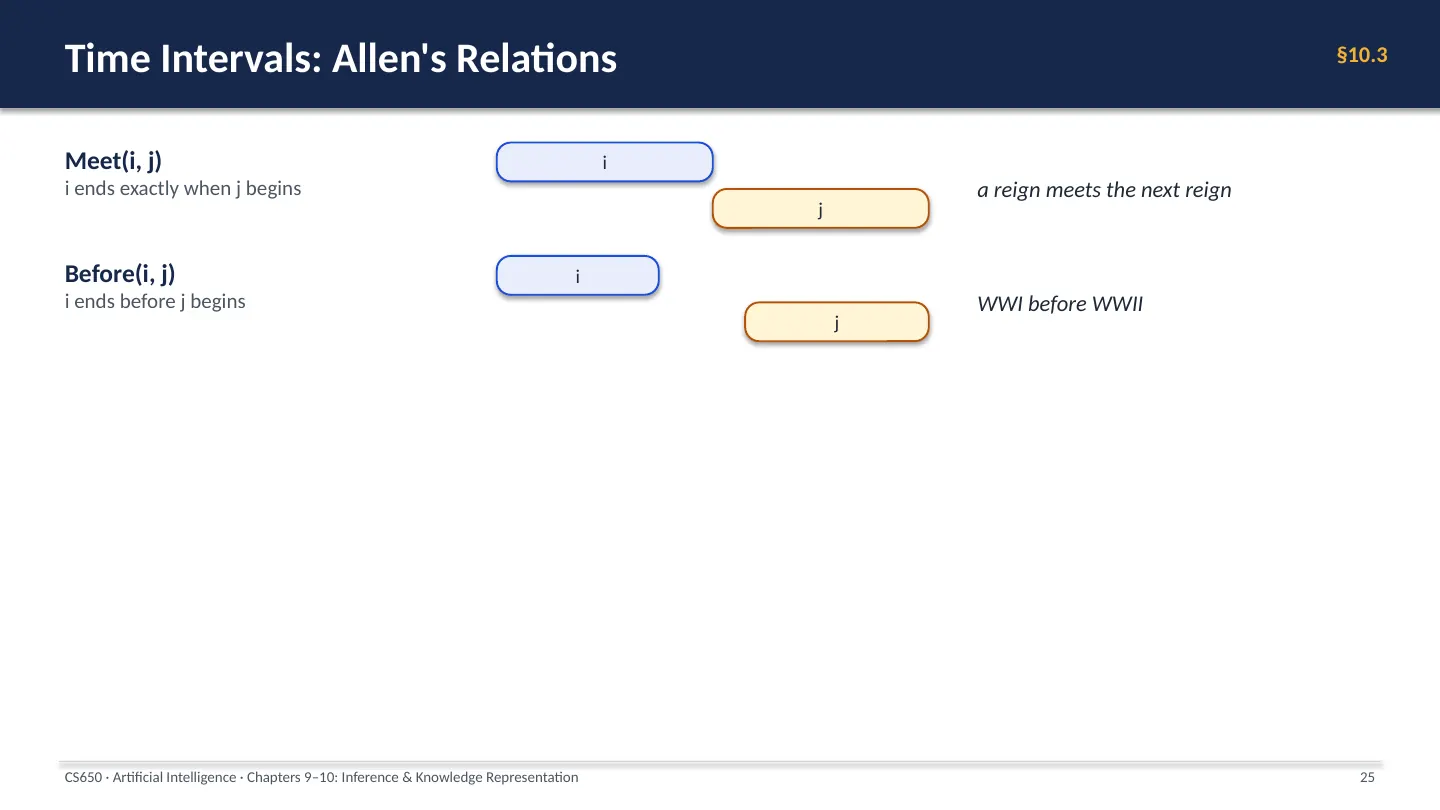 Time Intervals: Allen's Relations
§10.3
Meet(i, j)
i ends exactly when j begins
i
j
a reign meets the next reign
Before(i, j)
i ends before j begins
i
j
WWI before WWII
CS650 · Artificial Intelligence · Chapters 9–10: Inference & Knowledge Representation
25